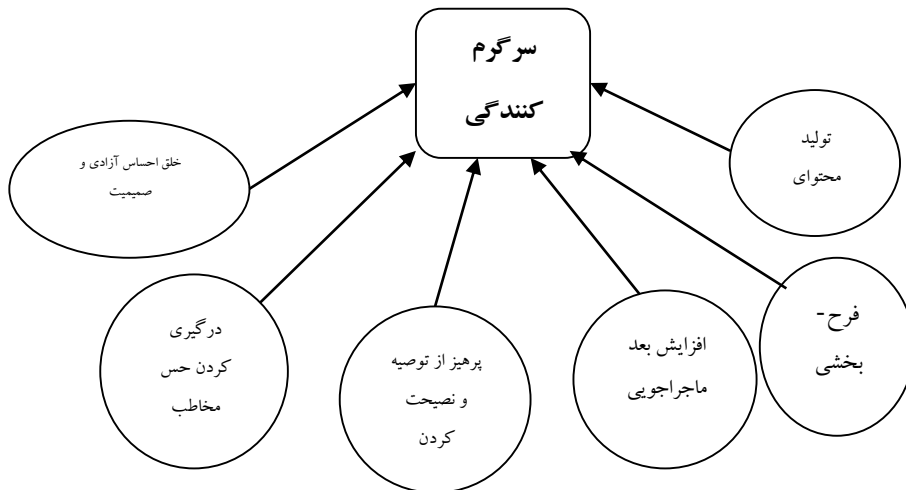 سرگرم
کنندگی
تولید
محتوای
فرح-
بخشی
افزایش بعد
ماجراجویی
پرهیز از توصیه
و نصیحت
کردن
درگیری
کردن حس
مخاطب
خلق احساس آزادی و
صمیمیت